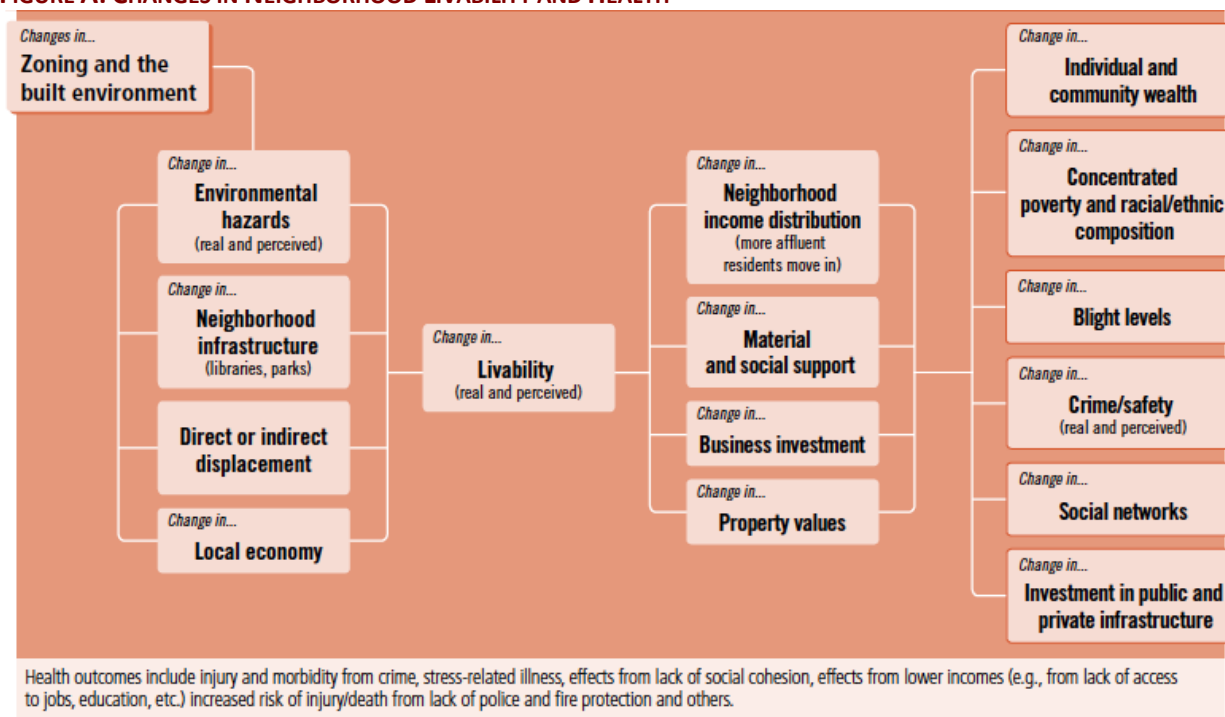 FIGURE A: CHANGES IN NEIGHBORHOOD LIVABILITY AND HEALTH
Changes in...
Zoning and the
built environment
Change in...
Environmental
hazards
(real and perceived)
Change in...
Neighborhood
infrastructure
(libraries, parks)
Direct or indirect
displacement
Change in...
Local economy
Change in...
Livability
(real and perceived)
Change in...
Neighborhood
income distribution
(more affluent
residents move in)
Change in...
Material
and social support
Change in...
Business investment
Change in...
Property values
Change in...
Individual and
community wealth
Change in...
Concentrated
poverty and racial/ethnic
composition
Change in...
Blight levels
Change in...
Crime/safety
(real and perceived)
Change in...
Social networks
Change in...
Investment in public and
private infrastructure
Health outcomes include injury and morbidity from crime, stress-related illness, effects from lack of social cohesion, effects from lower incomes (e.g., from lack of access
to jobs, education, etc.) increased risk of injury/death from lack of police and fire protection and others.